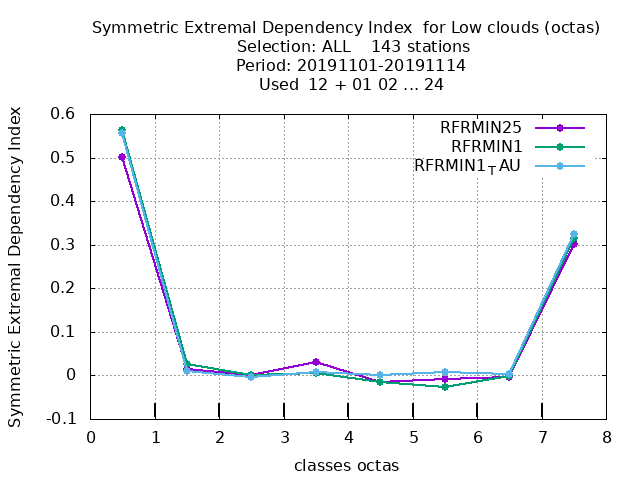 Symmetric Extremal Dependency Index  for Low clouds (octas)
Selection: ALL    143 stations
Period: 20191101-20191114
Used  12 + 01 02 ... 24
Symmetric Extremal Dependency Index
0.6
0.5
0.4
0.3
0.2
0.1
0
-0.1
RFRMIN25
RFRMIN1
RFRMIN1TAU
0 1 2 3 4 5 6 7 8
classes octas